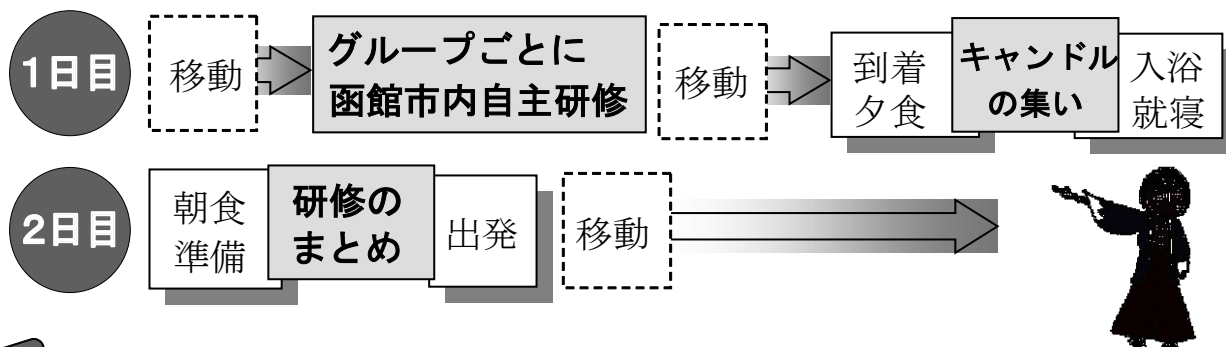 1日目
移動
グループごとに
函館市内自主研修
移動
到着
夕食
キャンドル
の集い
入浴
就寝
2日目
朝食
準備
研修の
まとめ
出発
移動